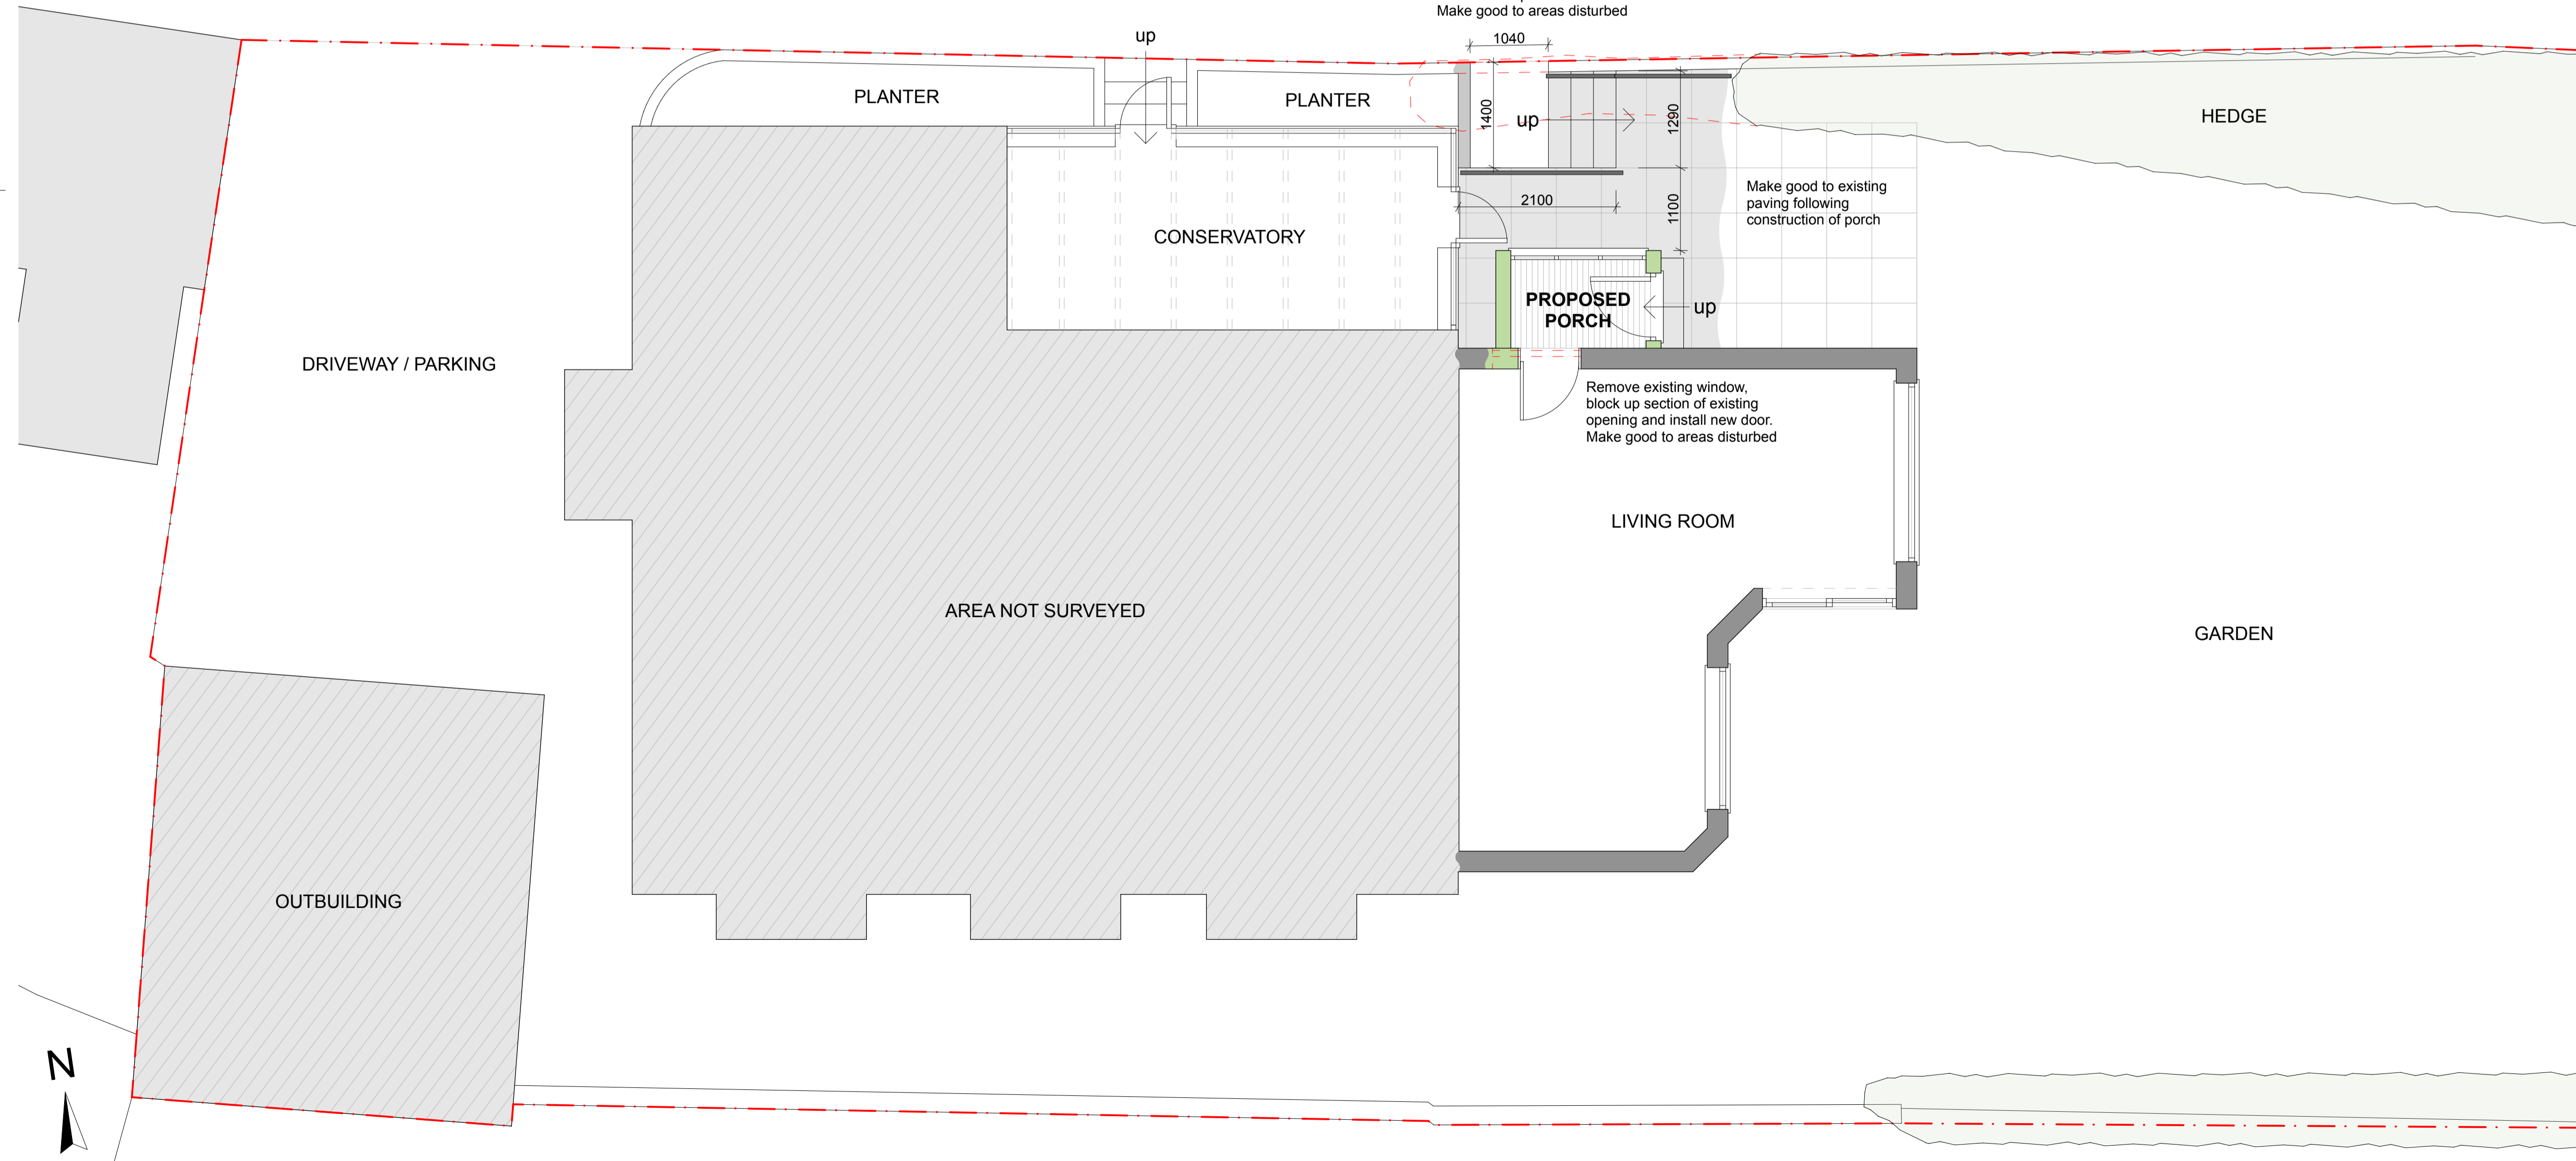 Make good to areas disturbed
up
1040
PLANTER
PLANTER
1400
up
1290
HEDGE
Make good to existing
paving following
construction of porch
2100
1100
CONSERVATORY
PROPOSED
PORCH
up
DRIVEWAY / PARKING
Remove existing window,
block up section of existing
opening and install new door.
Make good to areas disturbed
LIVING ROOM
AREA NOT SURVEYED
GARDEN
OUTBUILDING
N